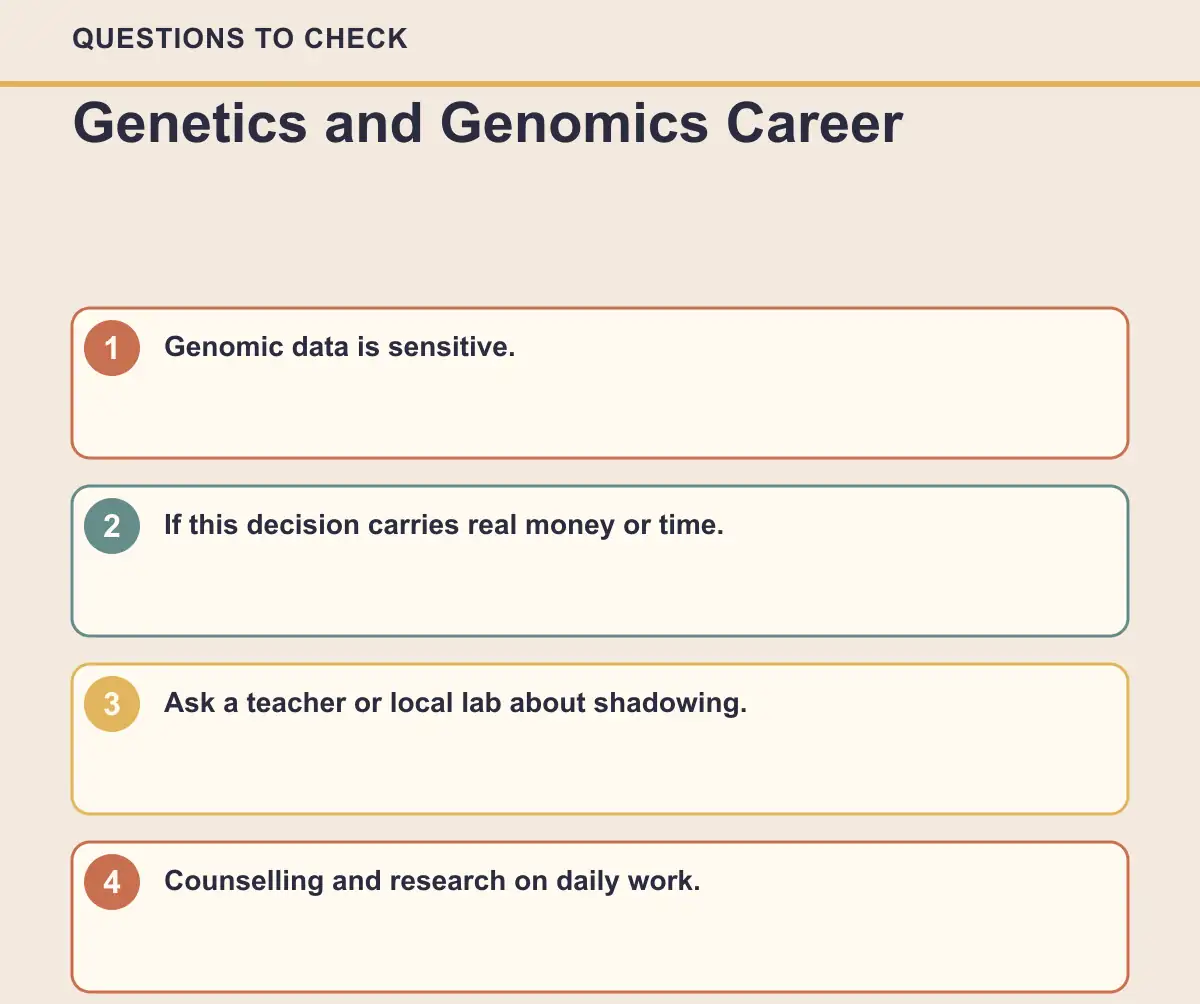 QUESTIONS TO CHECK
Genetics and Genomics Career
1 Genomic data is sensitive.
2 If this decision carries real money or time.
3 Ask a teacher or local lab about shadowing.
4 Counselling and research on daily work.